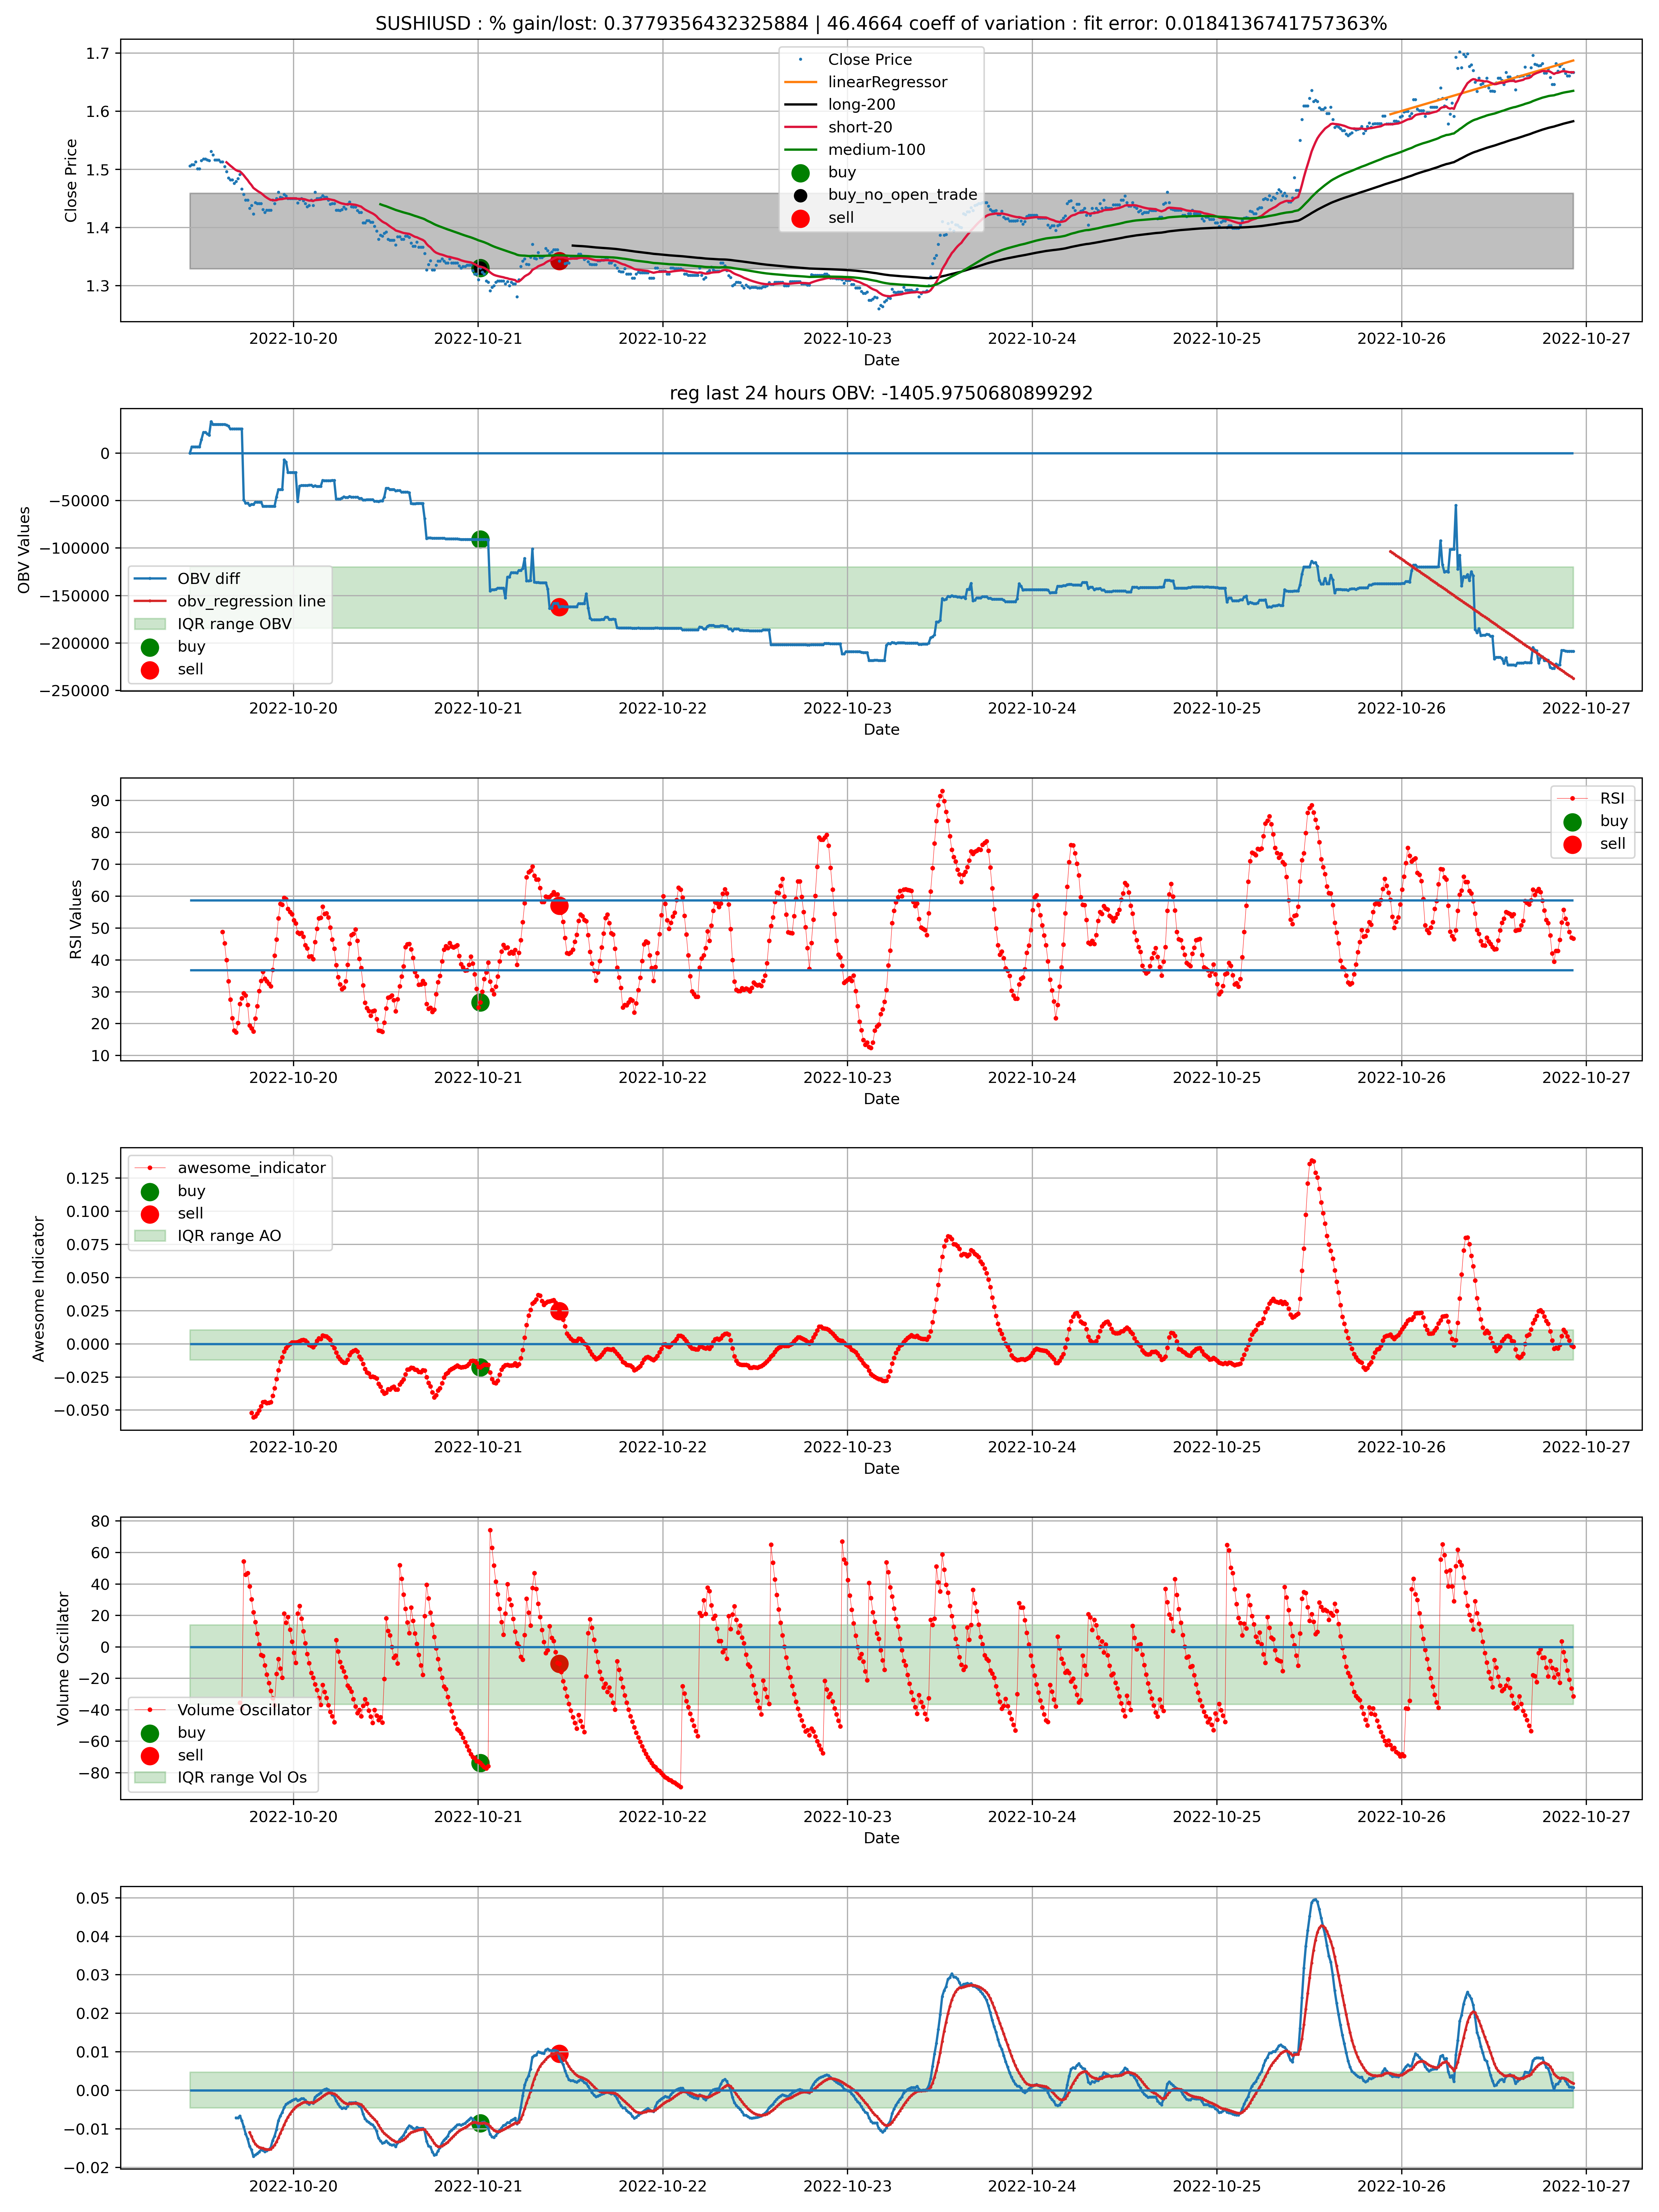 SUSHIUSD : % gain/lost: 0.3779356432325884 | 46.4664 coeff of variation : fit error: 0.0184136741757363%
1.7
1.6
1.5
1.4
1.3
Close Price
Close Price
linearRegressor
long-200
short-20
medium-100
buy
buy_no_open_trade
sell
2022-10-20 2022-10-21 2022-10-22 2022-10-23 2022-10-24 2022-10-25 2022-10-26 2022-10-27
Date
reg last 24 hours OBV: -1405.9750680899292
0
−50000
−100000
−150000
−200000
−250000
OBV Values
OBV diff
obv_regression line
IQR range OBV
buy
sell
2022-10-20 2022-10-21 2022-10-22 2022-10-23 2022-10-24 2022-10-25 2022-10-26 2022-10-27
Date
90
80
70
60
50
40
30
20
10
RSI Values
RSI
buy
sell
2022-10-20 2022-10-21 2022-10-22 2022-10-23 2022-10-24 2022-10-25 2022-10-26 2022-10-27
Date
0.125
0.100
0.075
0.050
0.025
0.000
−0.025
−0.050
Awesome Indicator
awesome_indicator
buy
sell
IQR range AO
2022-10-20 2022-10-21 2022-10-22 2022-10-23 2022-10-24 2022-10-25 2022-10-26 2022-10-27
Date
80
60
40
20
0
−20
−40
−60
−80
Volume Oscillator
Volume Oscillator
buy
sell
IQR range Vol Os
2022-10-20 2022-10-21 2022-10-22 2022-10-23 2022-10-24 2022-10-25 2022-10-26 2022-10-27
Date
0.05
0.04
0.03
0.02
0.01
0.00
−0.01
−0.02
2022-10-20 2022-10-21 2022-10-22 2022-10-23 2022-10-24 2022-10-25 2022-10-26 2022-10-27